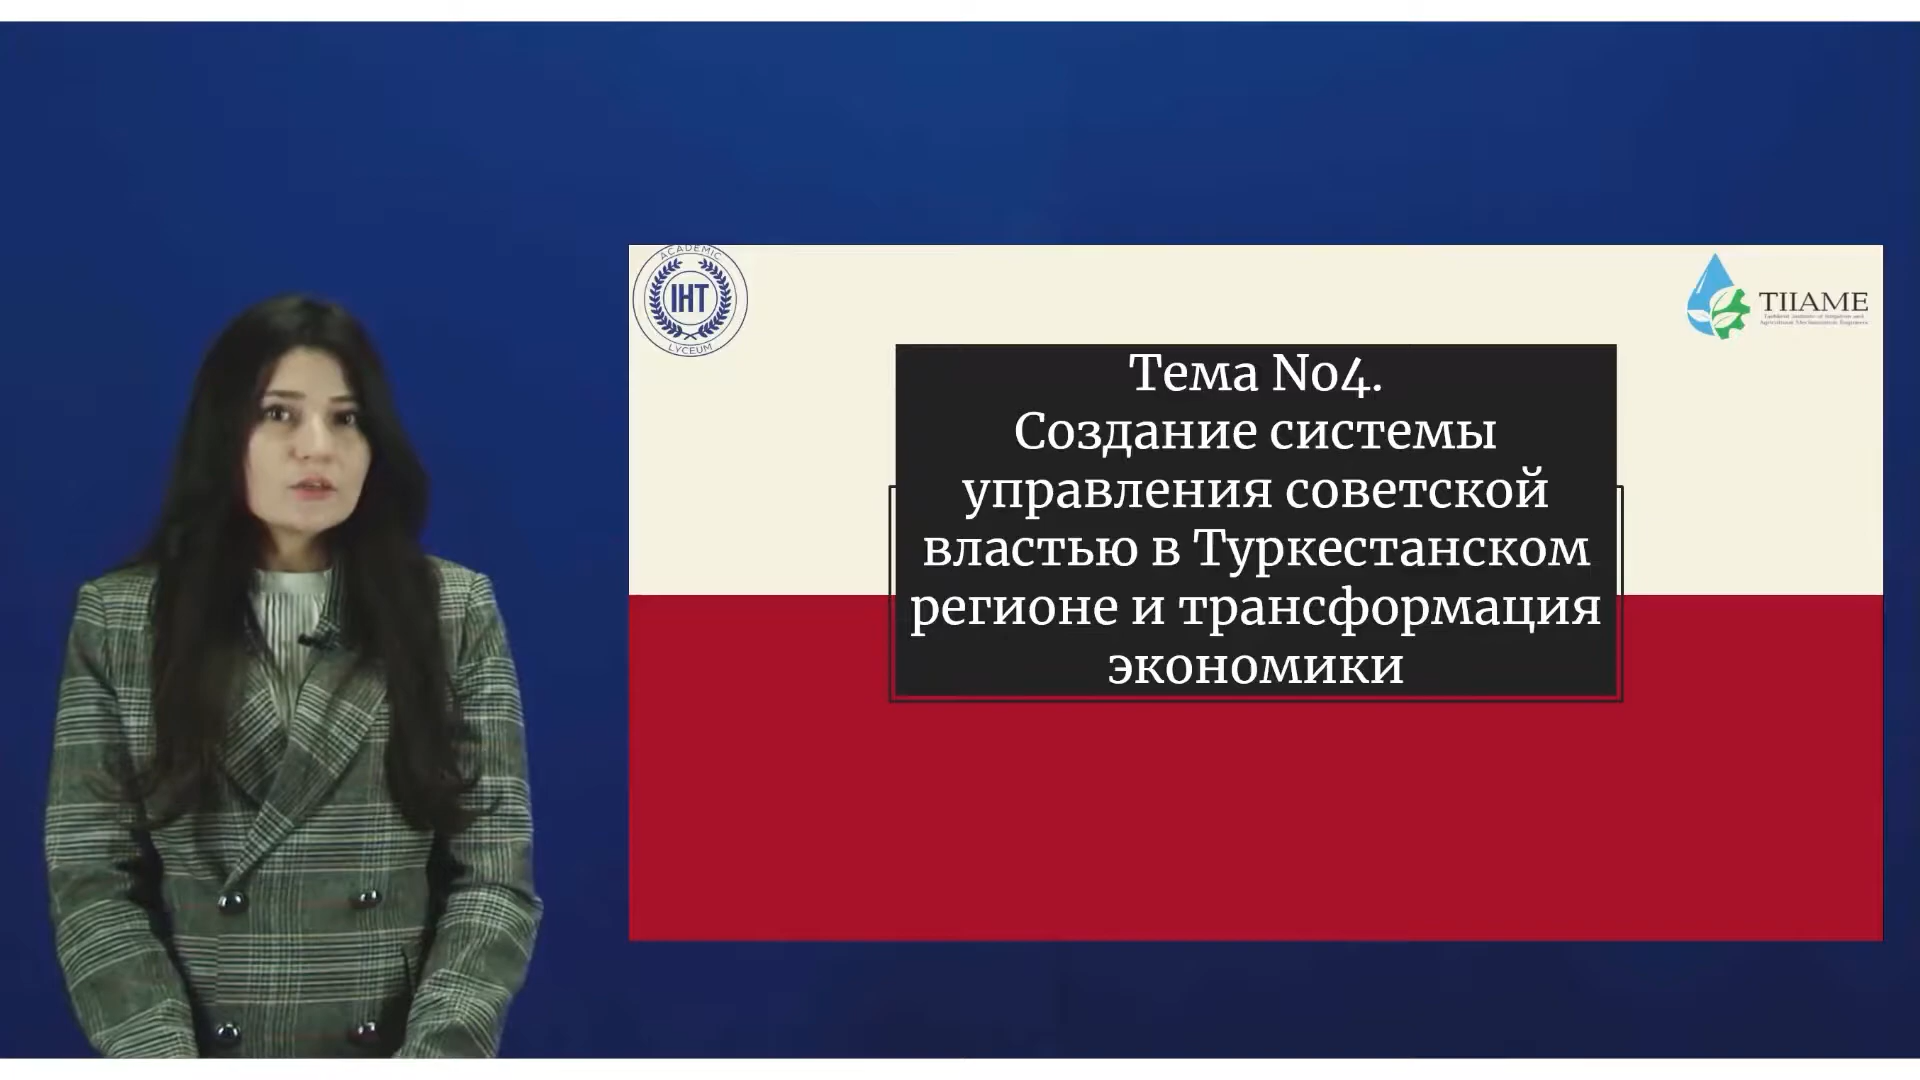 ACADEMIC
IHT
LYCEUM
TIIAME
Тема No4.
Создание системы
управления советской
властью в Туркестанском
регионе и трансформация
экономики